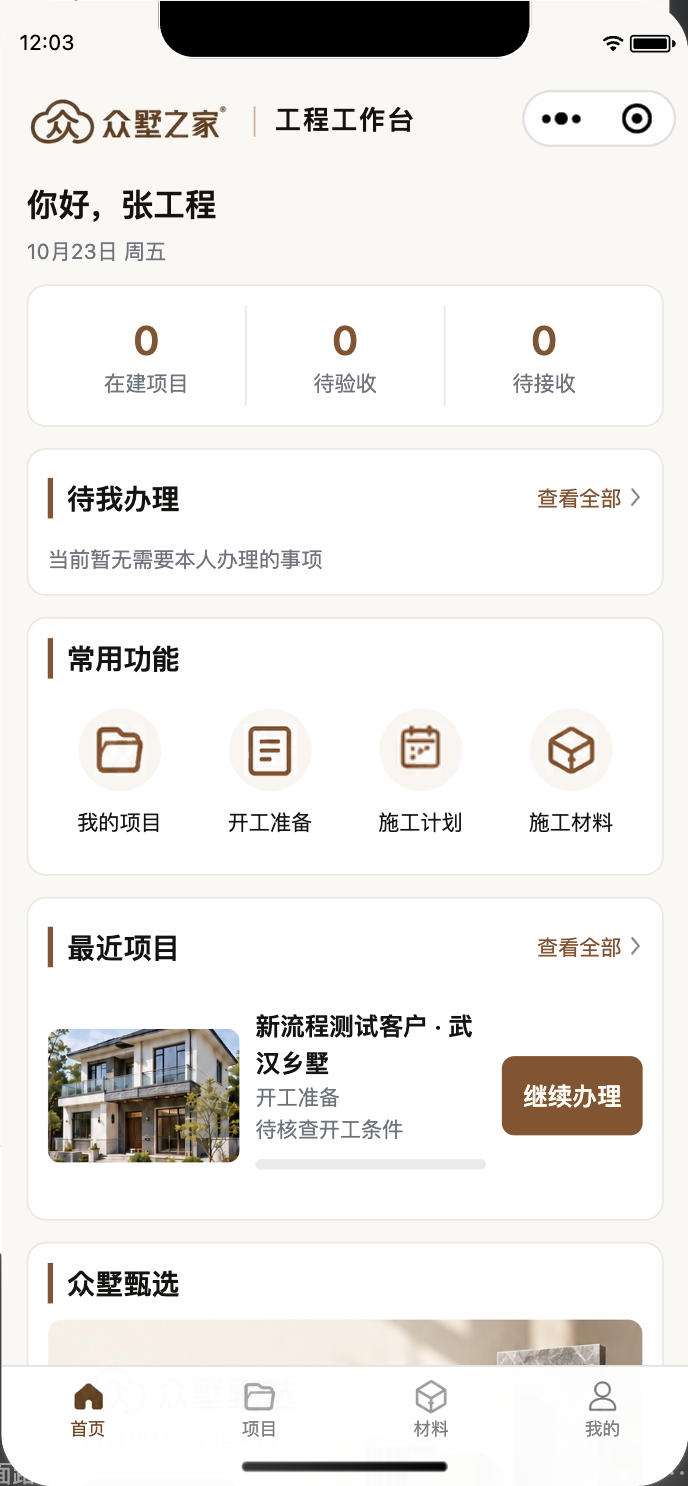 12:03
众墅之家®
工程工作台
你好，张工程
10月23日 周五
0
0
0
在建项目
待验收
待接收
待我办理
查看全部
当前暂无需要本人办理的事项
常用功能
我的项目
开工准备
施工计划
施工材料
最近项目
查看全部
新流程测试客户 · 武
汉乡墅
开工准备
待核查开工条件
继续办理
众墅甄选
众墅甄选
首页
项目
材料
我的